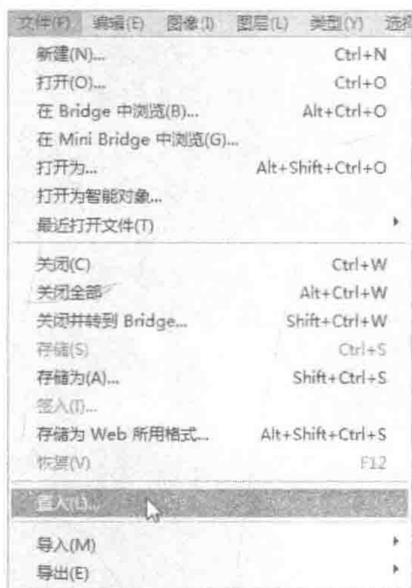 文件(F) 编辑(E) 图像(I) 图层(L) 类型(Y) 选择
新建(N)... Ctrl+N
打开(O)... Ctrl+O
在 Bridge 中浏览(B)... Alt+Ctrl+O
在 Mini Bridge 中浏览(G)...
打开为... Alt+Shift+Ctrl+O
打开为智能对象...
最近打开文件(T)
关闭(C) Ctrl+W
关闭全部 Alt+Ctrl+W
关闭并转到 Bridge... Shift+Ctrl+W
存储(S) Ctrl+S
存储为(A)... Shift+Ctrl+S
签入(I)...
存储为 Web 所用格式... Alt+Shift+Ctrl+S
恢复(V) F12
置入(L)...
导入(M)
导出(E)